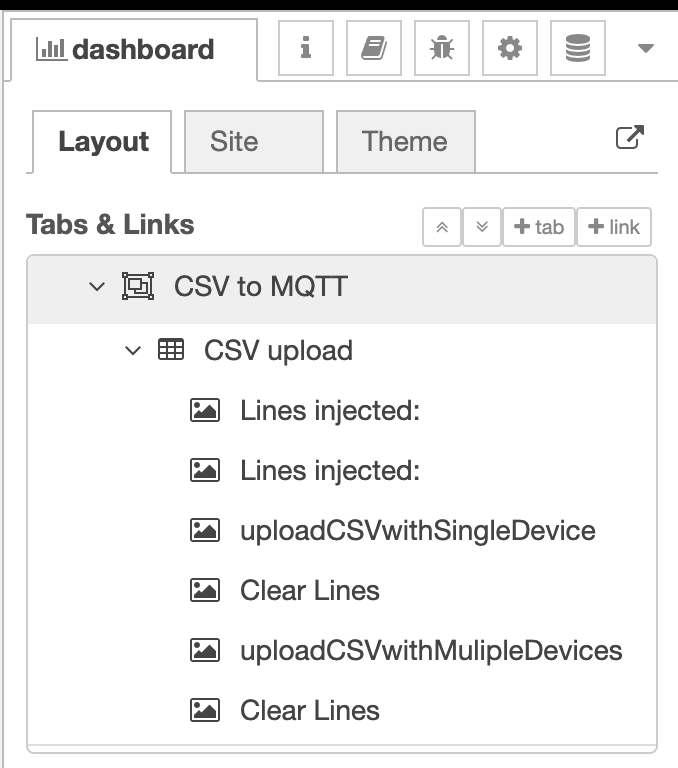 dashboard
Layout Site Theme
Tabs & Links + tab + link
CSV to MQTT
CSV upload
Lines injected:
Lines injected:
uploadCSVwithSingleDevice
Clear Lines
uploadCSVwithMulipleDevices
Clear Lines